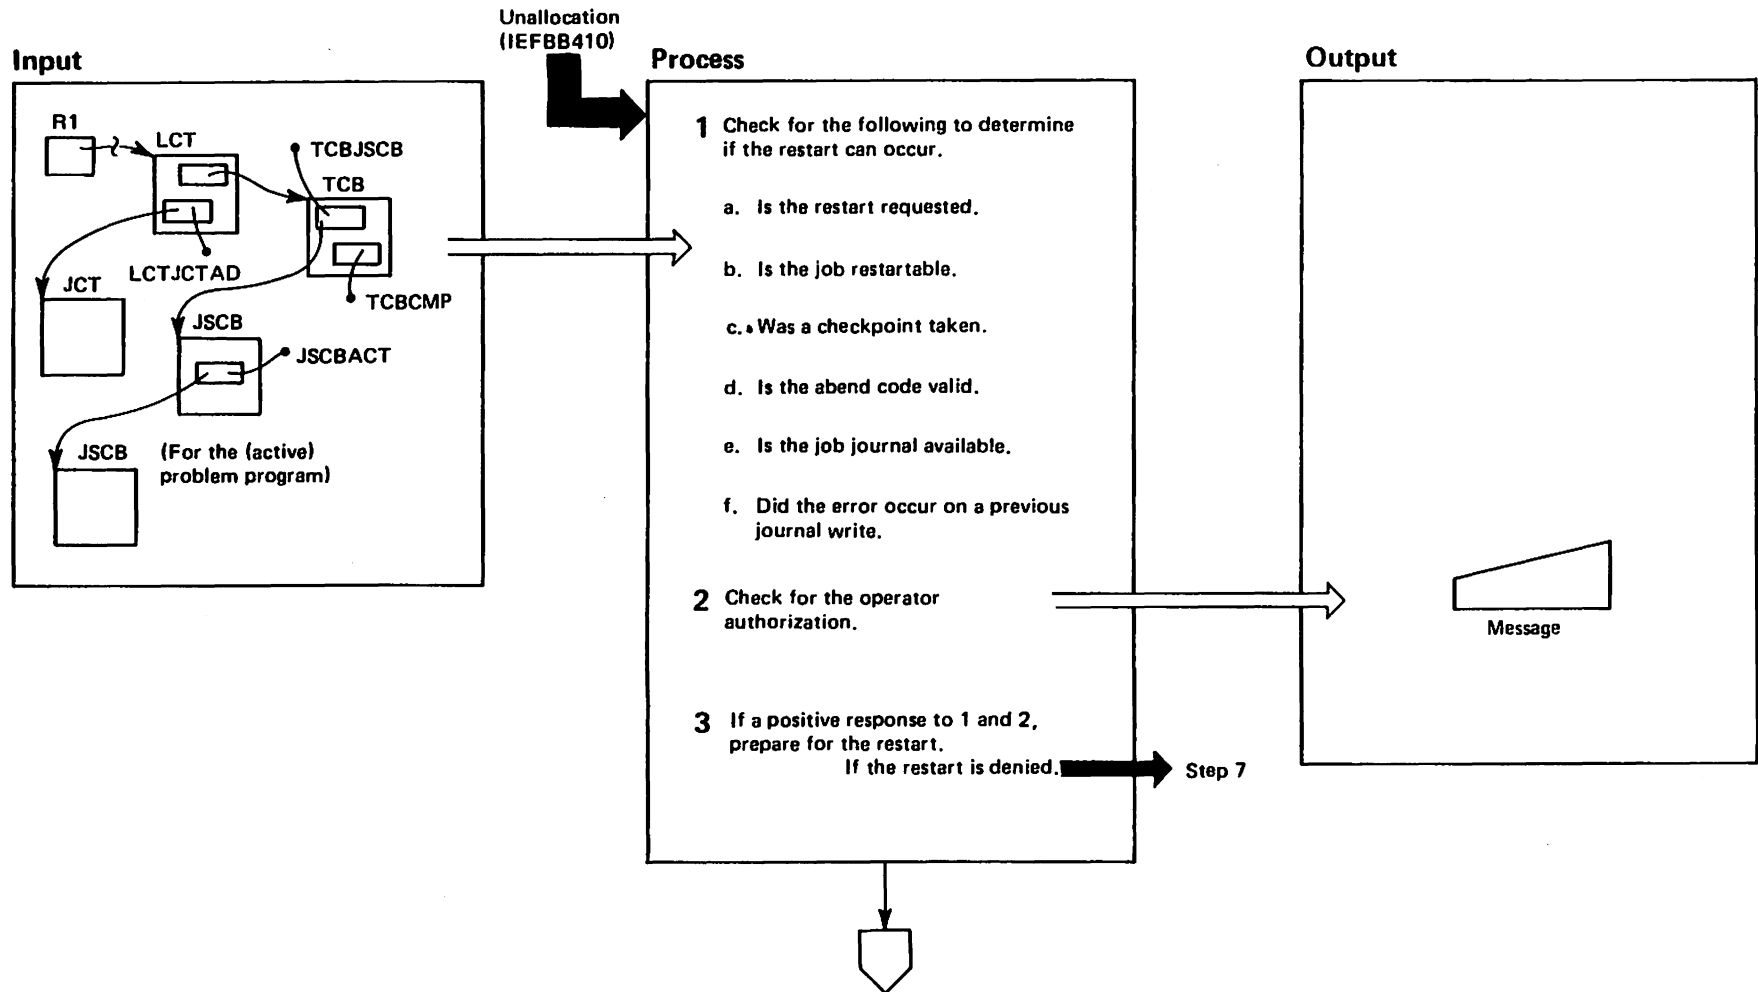 Unallocation
(IEFBB410)
Input
Process
Output
R1
LCT
TCBJSCB
TCB
LCTJCTAD
TCBCMP
JCT
JSCB
JSCBACT
JSCB
(For the (active)
problem program)
1 Check for the following to determine
if the restart can occur.
a. Is the restart requested.
b. Is the job restartable.
c. Was a checkpoint taken.
d. Is the abend code valid.
e. Is the job journal available.
f. Did the error occur on a previous
journal write.
2 Check for the operator
authorization.
Message
3 If a positive response to 1 and 2,
prepare for the restart.
If the restart is denied.
Step 7